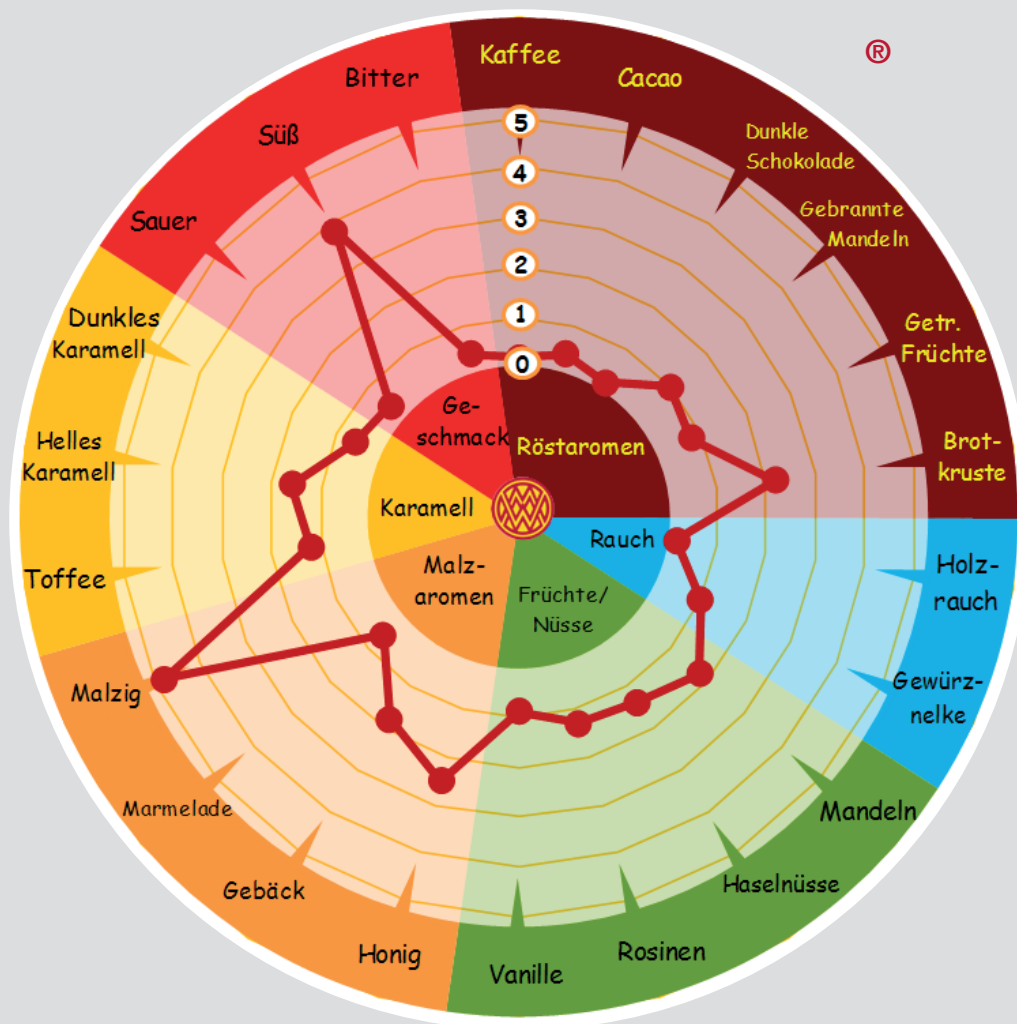 ®
Kaffee
Cacao
Dunkle
Schokolade
Gebrannte
Mandeln
Getr.
Früchte
Brot-
kruste
Holz-
rauch
Gewürz-
nelke
Mandeln
Haselnüsse
Rosinen
Vanille
Honig
Gebäck
Marmelade
Malzig
Toffee
Helles
Karamell
Dunkles
Karamell
Sauer
Süß
Bitter
5
4
3
2
1
0
Ge-
schmack
Röstaromen
Rauch
Früchte/
Nüsse
Malz-
aromen
Karamell